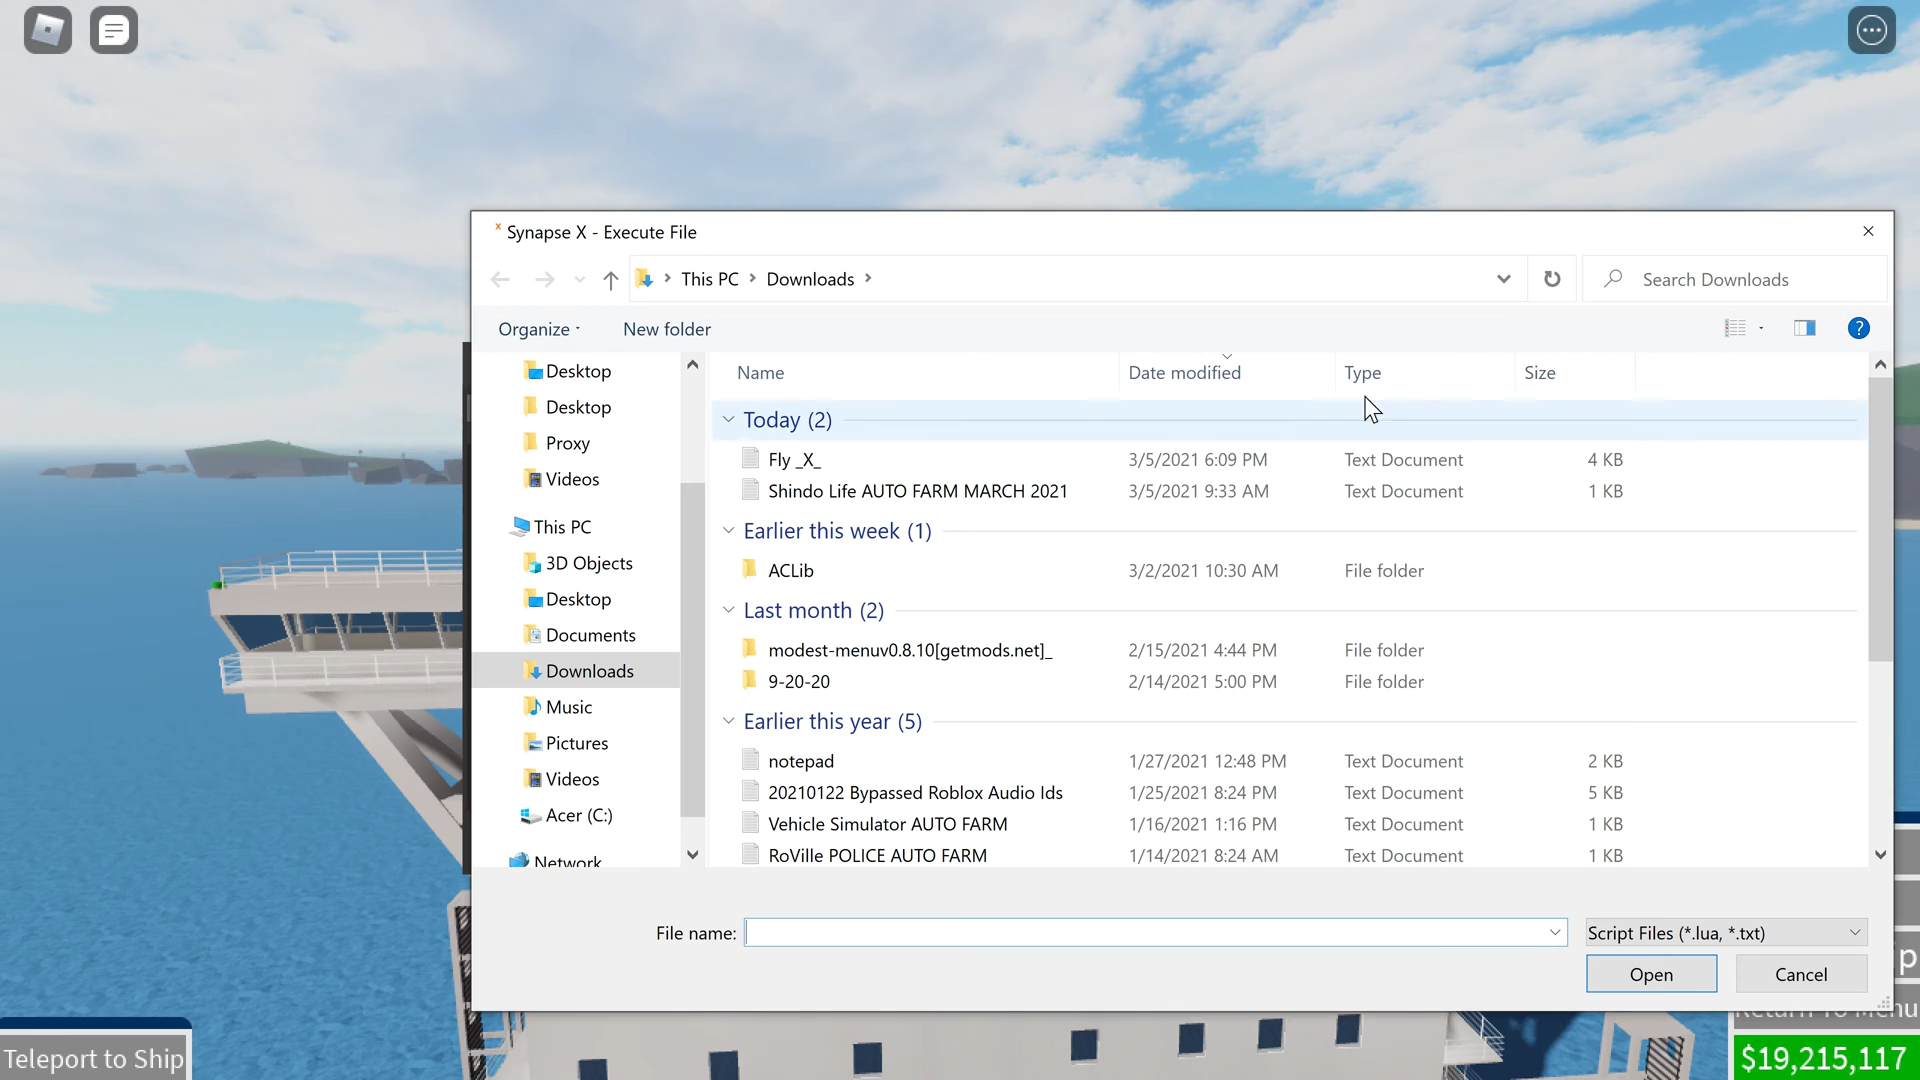 Synapse X - Execute File
This PC
Downloads
Search Downloads
Organize
New folder
Desktop
Desktop
Proxy
Videos
This PC
3D Objects
Desktop
Documents
Downloads
Music
Pictures
Videos
Acer (C:)
Network
Name Date modified Type Size
Today (2)
Fly _X_ 3/5/2021 6:09 PM Text Document 4 KB
Shindo Life AUTO FARM MARCH 2021 3/5/2021 9:33 AM Text Document 1 KB
Earlier this week (1)
ACLib 3/2/2021 10:30 AM File folder
Last month (2)
modest-menuv0.8.10[getmods.net]_ 2/15/2021 4:44 PM File folder
9-20-20 2/14/2021 5:00 PM File folder
Earlier this year (5)
notepad 1/27/2021 12:48 PM Text Document 2 KB
20210122 Bypassed Roblox Audio Ids 1/25/2021 8:24 PM Text Document 5 KB
Vehicle Simulator AUTO FARM 1/16/2021 1:16 PM Text Document 1 KB
RoVille POLICE AUTO FARM 1/14/2021 8:24 AM Text Document 1 KB
File name:
Script Files (*.lua, *.txt)
Open Cancel
p
Return To Menu
Teleport to Ship
$19,215,117